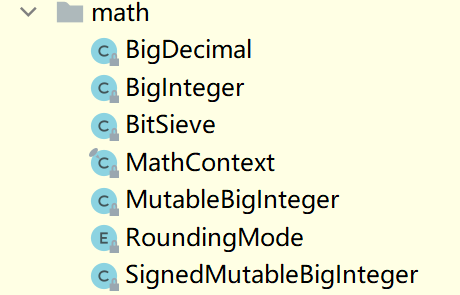 math
BigDecimal
BigInteger
BitSieve
MathContext
MutableBigInteger
RoundingMode
SignedMutableBigInteger